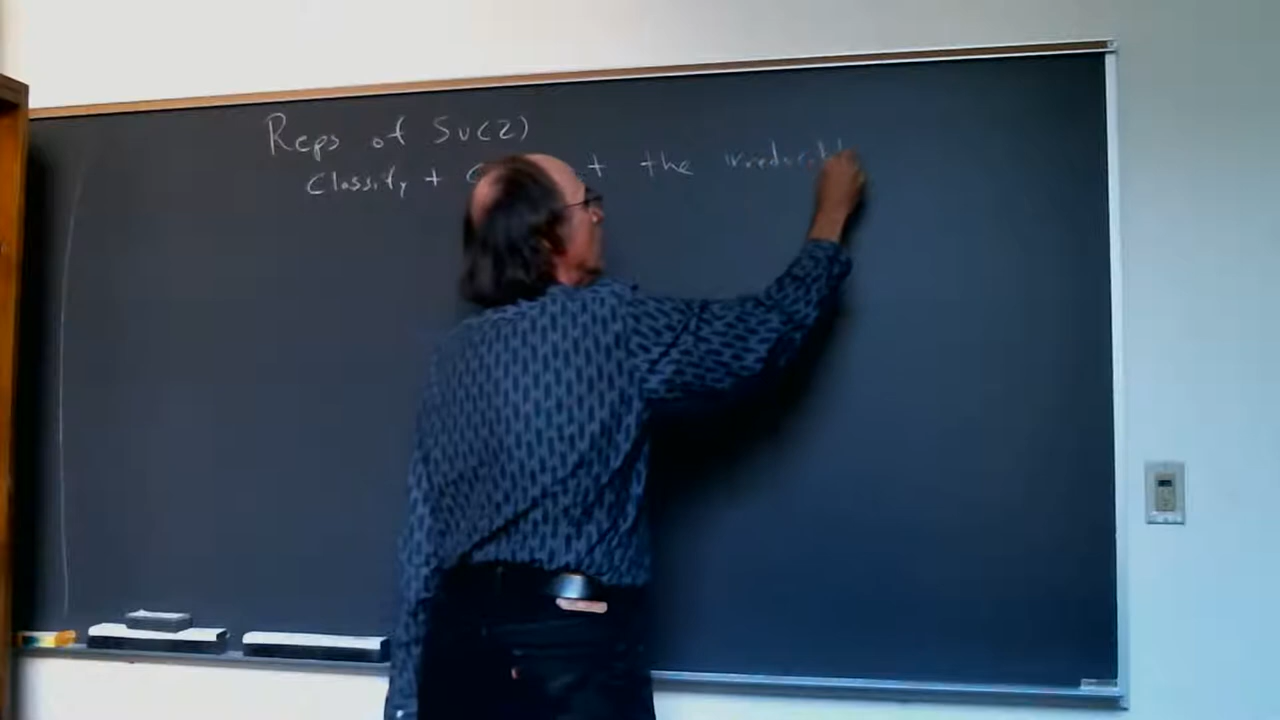 Reps of SU(2)
Classify + the